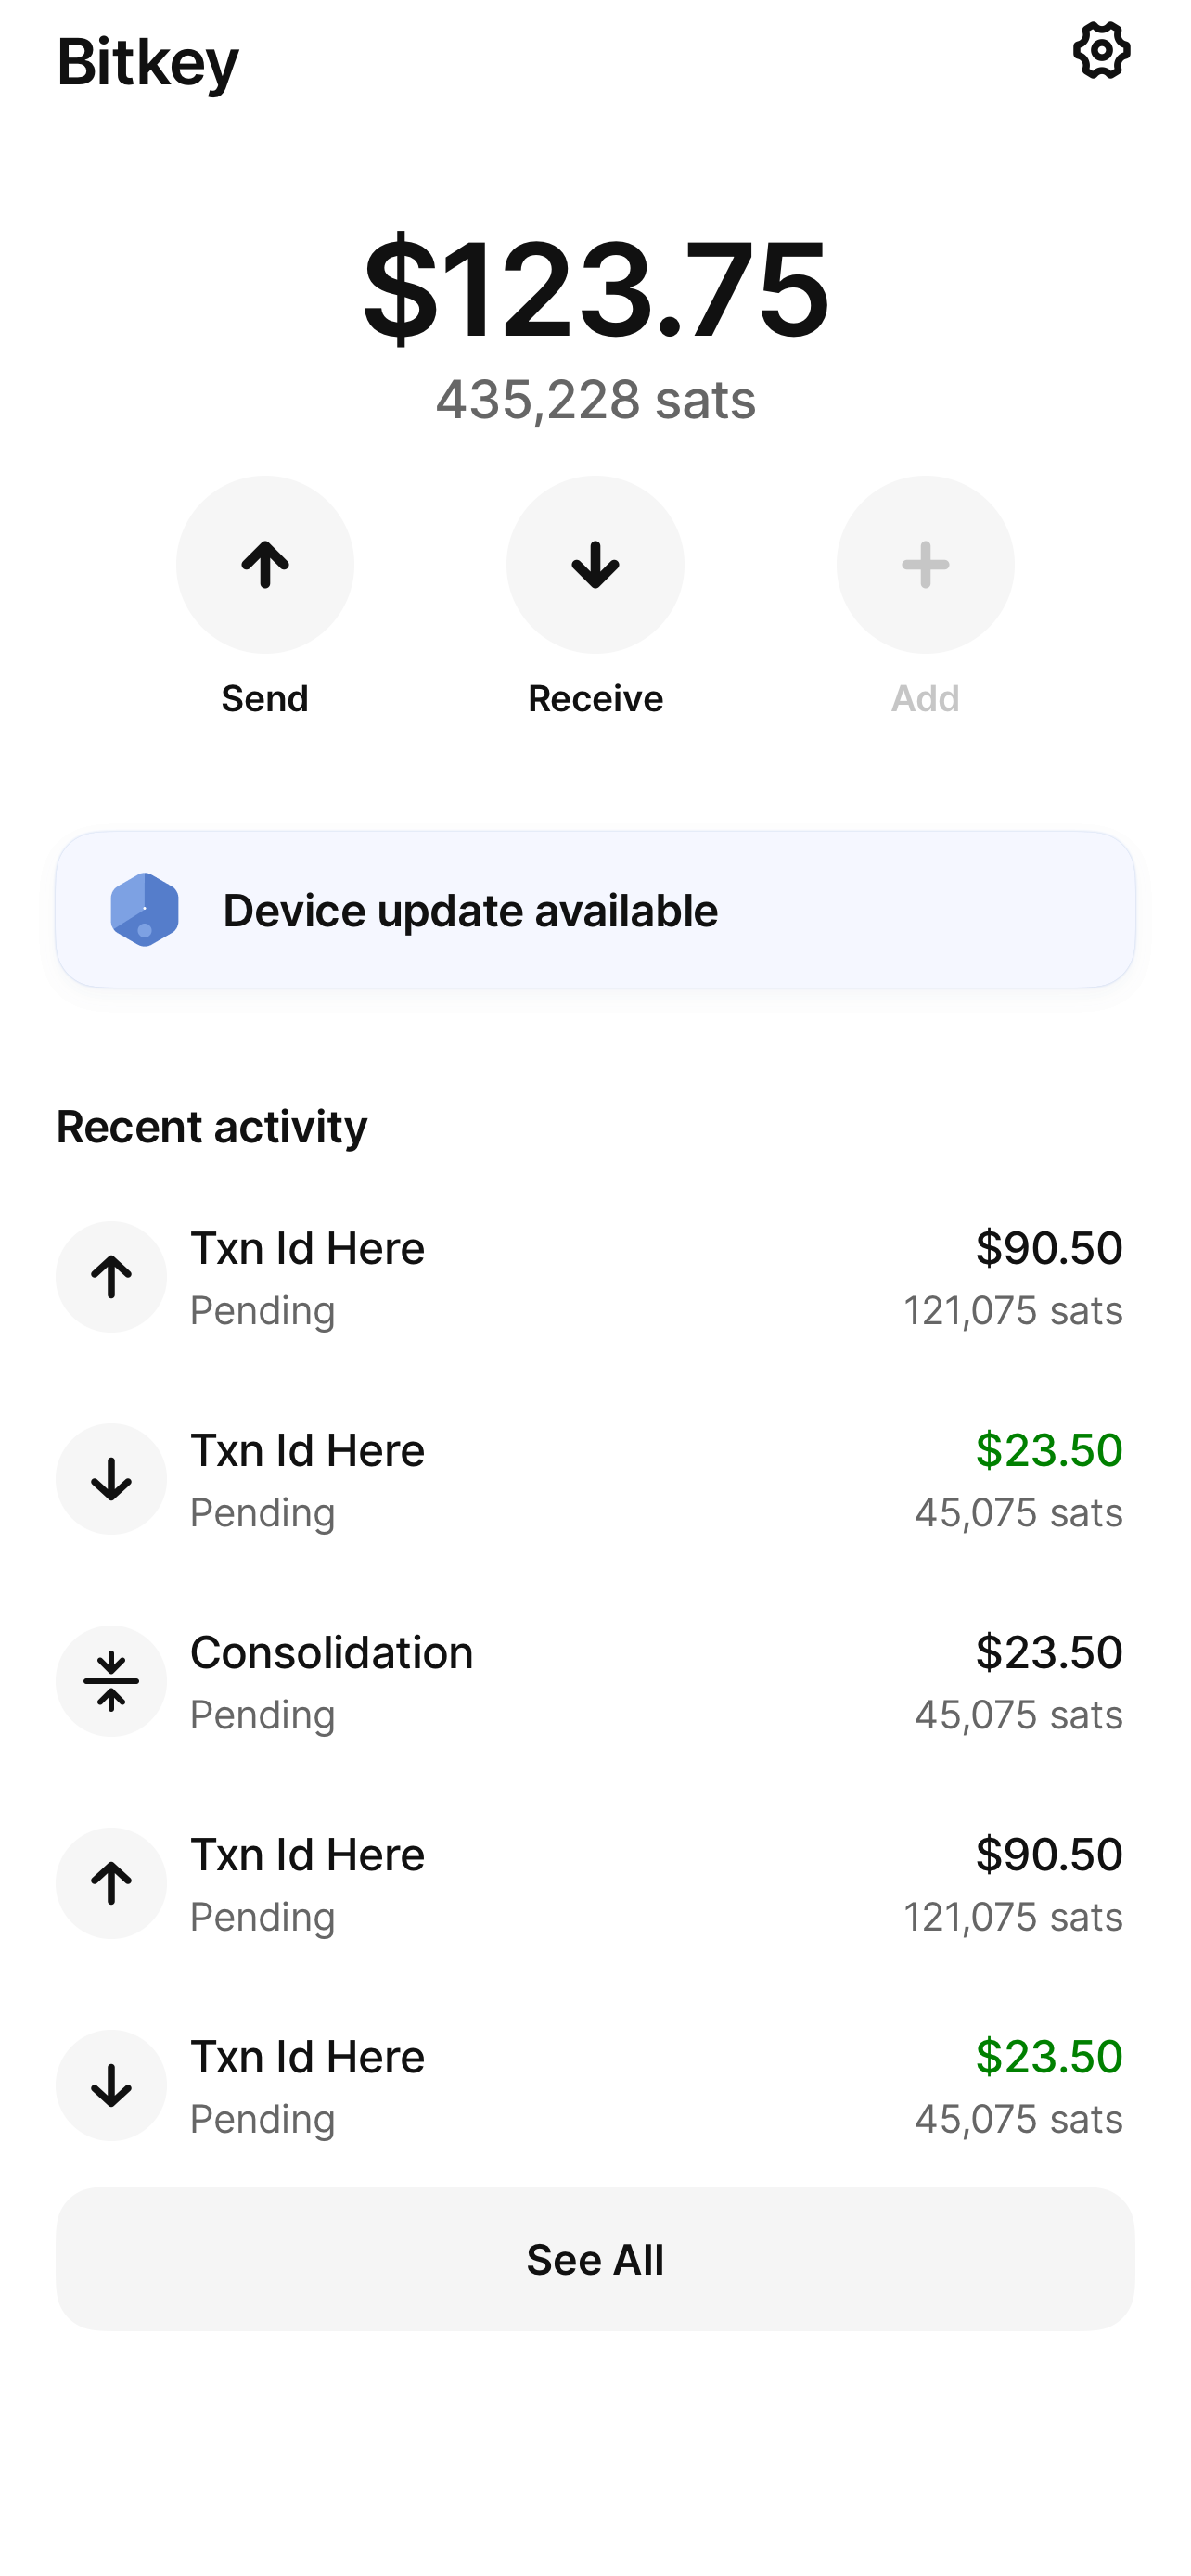 Bitkey
$123.75
435,228 sats
Send
Receive
Add
Device update available
Recent activity
Txn Id Here
$90.50
Pending
121,075 sats
Txn Id Here
$23.50
Pending
45,075 sats
Consolidation
$23.50
Pending
45,075 sats
Txn Id Here
$90.50
Pending
121,075 sats
Txn Id Here
$23.50
Pending
45,075 sats
See All